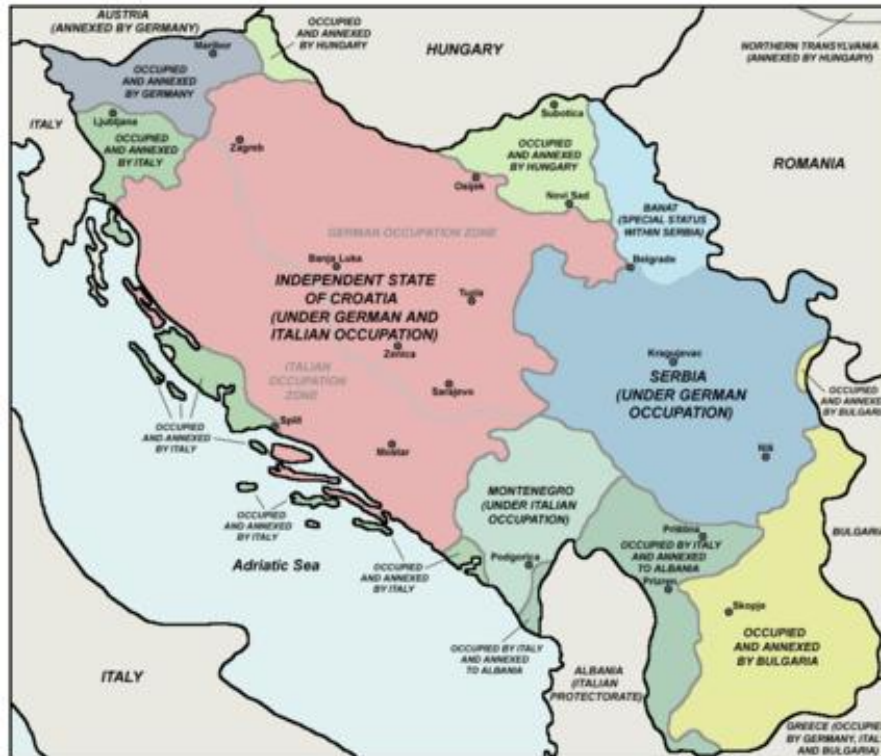 AUSTRIA
(ANNEXED BY GERMANY)
OCCUPIED
AND ANNEXED
BY HUNGARY
HUNGARY
NORTHERN TRANSYLVANIA
(ANNEXED BY HUNGARY)
Maribor
OCCUPIED
AND ANNEXED
BY GERMANY
ITALY
Ljubljana
OCCUPIED
AND ANNEXED
BY ITALY
Zagreb
Subotica
OCCUPIED
AND ANNEXED
BY HUNGARY
ROMANIA
Osijek
Novi Sad
BANAT
(SPECIAL STATUS
WITHIN SERBIA)
GERMAN OCCUPATION ZONE
Banja Luka
Belgrade
INDEPENDENT STATE
OF CROATIA
(UNDER GERMAN AND
ITALIAN OCCUPATION)
Tuzla
Zenica
ITALIAN
OCCUPATION
ZONE
Sarajevo
Kragujevac
SERBIA
(UNDER GERMAN
OCCUPATION)
OCCUPIED
AND ANNEXED
BY BULGARIA
Split
OCCUPIED
AND ANNEXED
BY ITALY
Mostar
Niš
MONTENEGRO
(UNDER ITALIAN
OCCUPATION)
OCCUPIED
AND ANNEXED
BY ITALY
Priština
OCCUPIED BY ITALY
AND ANNEXED
TO ALBANIA
BULGARIA
Adriatic Sea
OCCUPIED
AND ANNEXED
BY ITALY
Podgorica
Prizren
Skopje
OCCUPIED
AND ANNEXED
BY BULGARIA
OCCUPIED BY ITALY
AND ANNEXED
TO ALBANIA
ITALY
ALBANIA
(ITALIAN
PROTECTORATE)
GREECE (OCCUPIED
BY GERMANY, ITALY
AND BULGARIA)